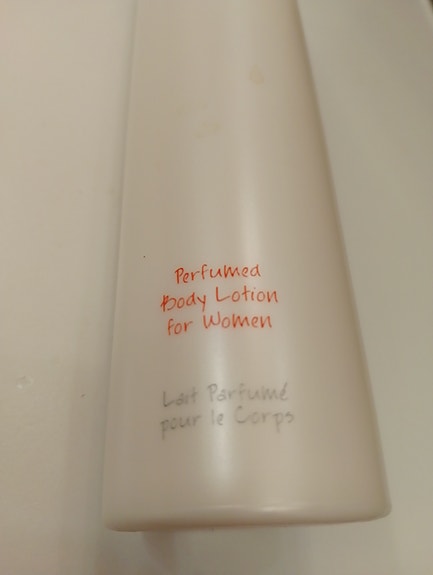 Perfumed
Body Lotion
for Women
Lait Parfumé
pour le Corps